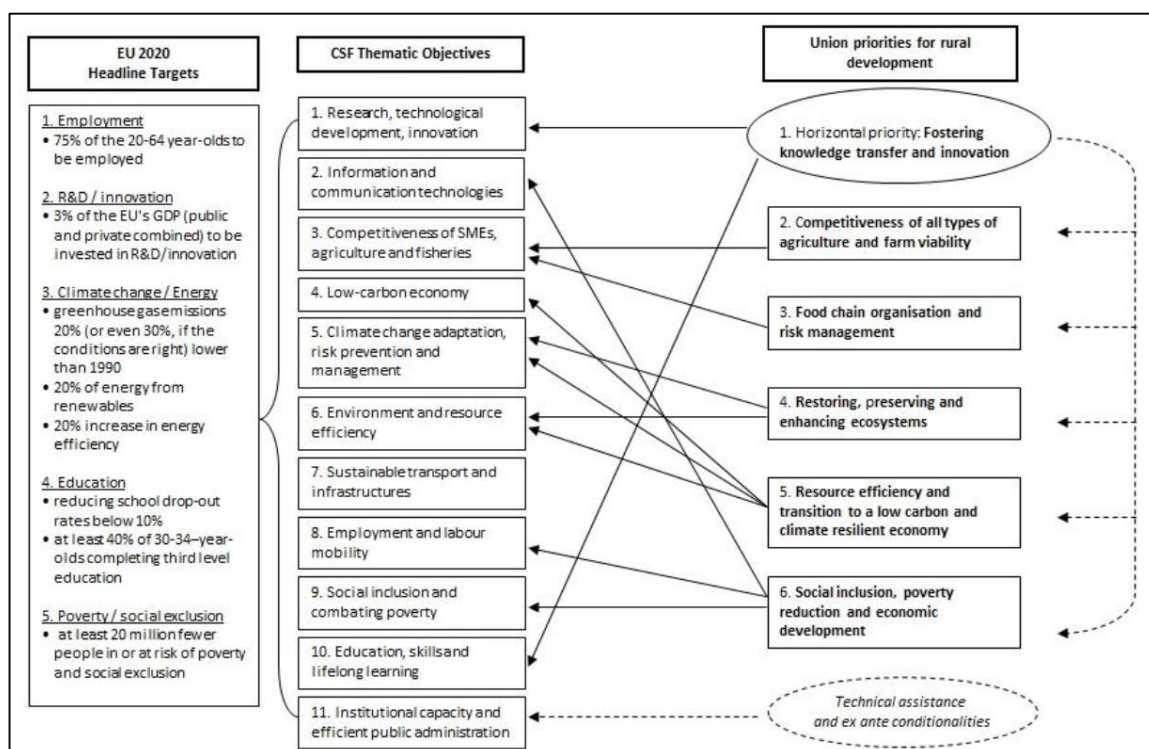 EU 2020
Headline Targets
1. Employment
• 75% of the 20-64 year-olds to
be employed
2. R&D / innovation
• 3% of the EU's GDP (public
and private combined) to be
invested in R&D/innovation
3. Climate change / Energy
• greenhouse gas emissions
20% (or even 30%, if the
conditions are right) lower
than 1990
• 20% of energy from
renewables
• 20% increase in energy
efficiency
4. Education
• reducing school drop-out
rates below 10%
• at least 40% of 30-34–year-
olds completing third level
education
5. Poverty / social exclusion
• at least 20 million fewer
people in or at risk of poverty
and social exclusion
CSF Thematic Objectives
1. Research, technological
development, innovation
2. Information and
communication technologies
3. Competitiveness of SMEs,
agriculture and fisheries
4. Low-carbon economy
5. Climate change adaptation,
risk prevention and
management
6. Environment and resource
efficiency
7. Sustainable transport and
infrastructures
8. Employment and labour
mobility
9. Social inclusion and
combating poverty
10. Education, skills and
lifelong learning
11. Institutional capacity and
efficient public administration
Union priorities for rural
development
1. Horizontal priority: Fostering
knowledge transfer and innovation
2. Competitiveness of all types of
agriculture and farm viability
3. Food chain organisation and
risk management
4. Restoring, preserving and
enhancing ecosystems
5. Resource efficiency and
transition to a low carbon and
climate resilient economy
6. Social inclusion, poverty
reduction and economic
development
Technical assistance
and ex ante conditionalities